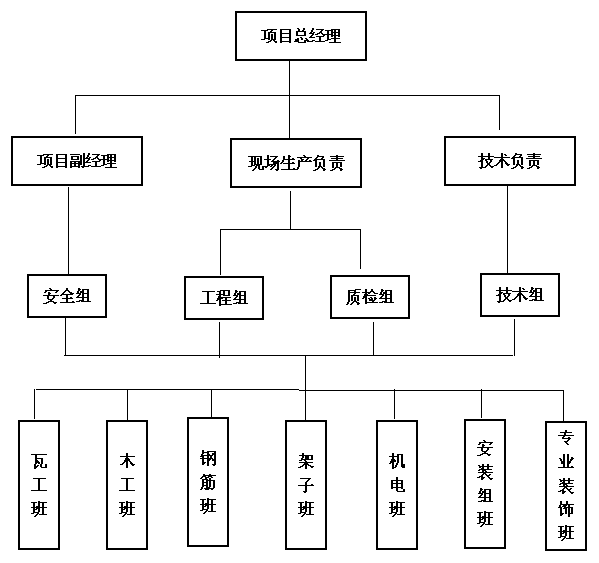 项目总经理
项目副经理
现场生产负责
技术负责
安全组
工程组
质检组
技术组
瓦工班
木工班
钢筋班
架子班
机电班
安装组班
专业装饰班